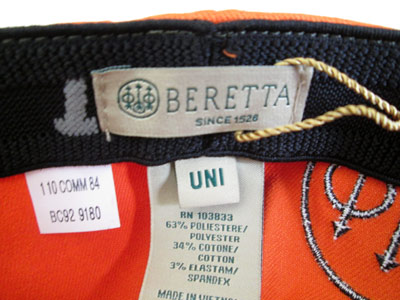 BERETTA
SINCE 1526
UNI
110 COMM 84
BC92 9180
RN 103833
63% POLIESTERE/
POLYESTER
34% COTONE/
COTTON
3% ELASTAM/
SPANDEX
MADE IN VIETNAM